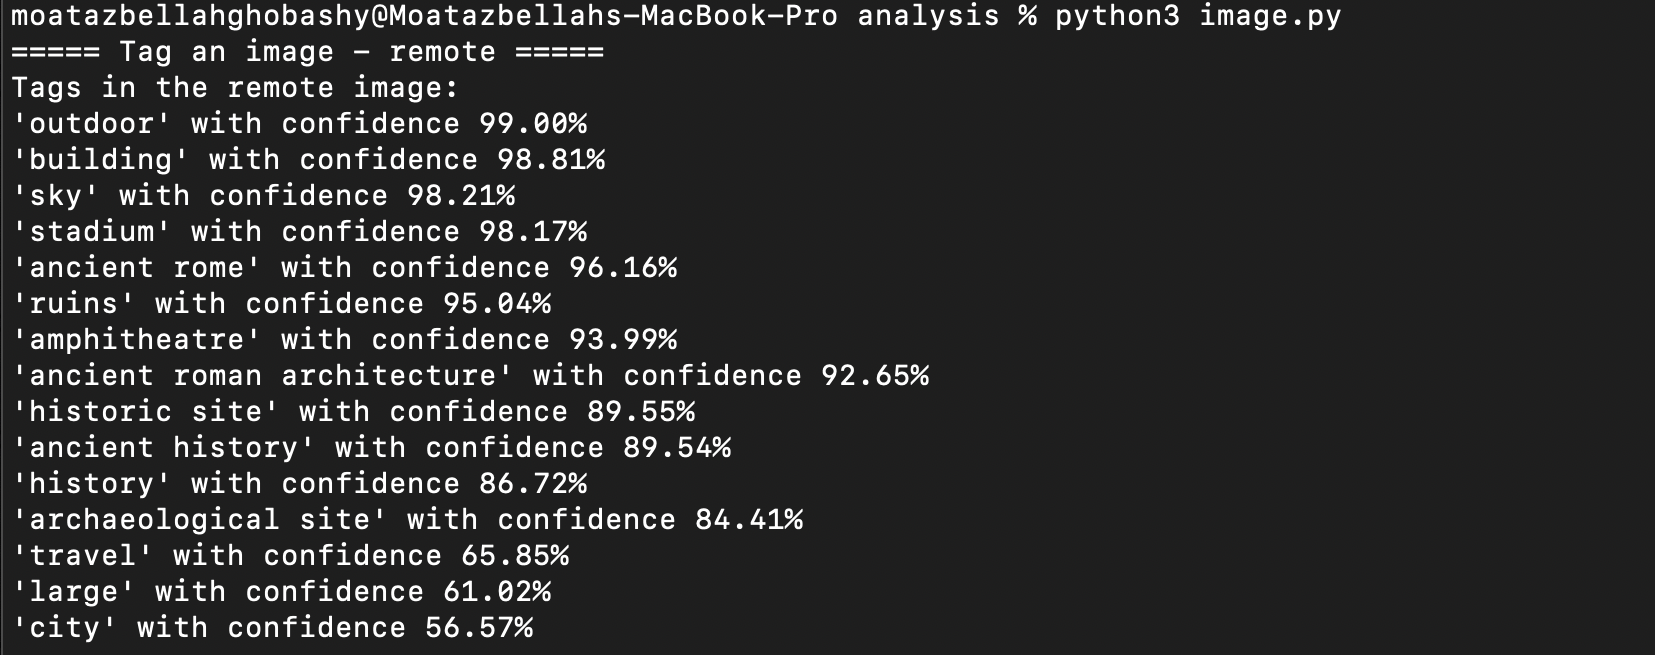 moatazbellahghobashy@Moatazbellahs-MacBook-Pro analysis % python3 image.py
===== Tag an image - remote =====
Tags in the remote image:
'outdoor' with confidence 99.00%
'building' with confidence 98.81%
'sky' with confidence 98.21%
'stadium' with confidence 98.17%
'ancient rome' with confidence 96.16%
'ruins' with confidence 95.04%
'amphitheatre' with confidence 93.99%
'ancient roman architecture' with confidence 92.65%
'historic site' with confidence 89.55%
'ancient history' with confidence 89.54%
'history' with confidence 86.72%
'archaeological site' with confidence 84.41%
'travel' with confidence 65.85%
'large' with confidence 61.02%
'city' with confidence 56.57%